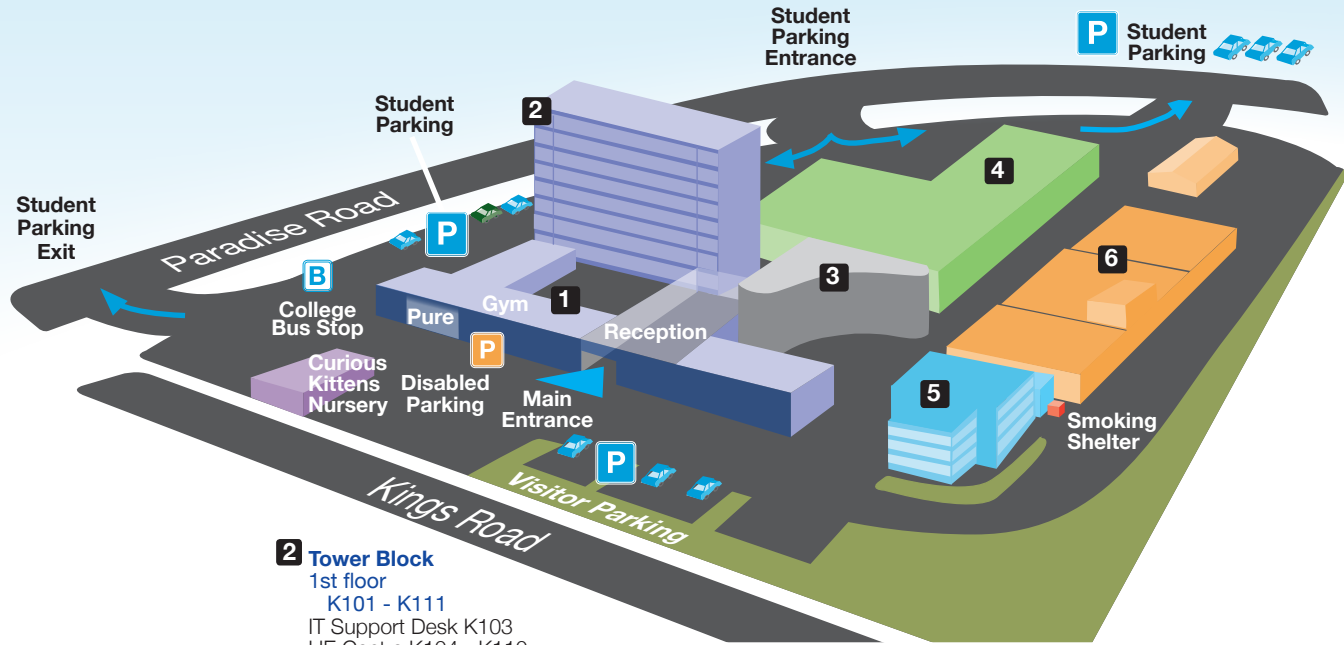 Student
Parking
Entrance
P
Student
Parking
Student
Parking
2
4
Student
Parking
Exit
Paradise Road
P
6
B
College
Bus Stop
3
1
Gym
Pure
Reception
P
Curious
Kittens
Nursery
Disabled
Parking
Main
Entrance
5
Smoking
Shelter
P
Visitor Parking
Kings Road
2 Tower Block
1st floor
K101 - K111
IT Support Desk K103